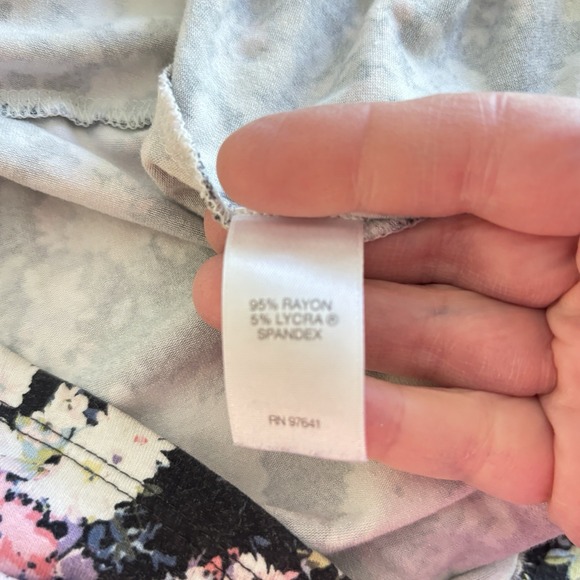 95% RAYON
5% LYCRA ®
SPANDEX
RN 97641